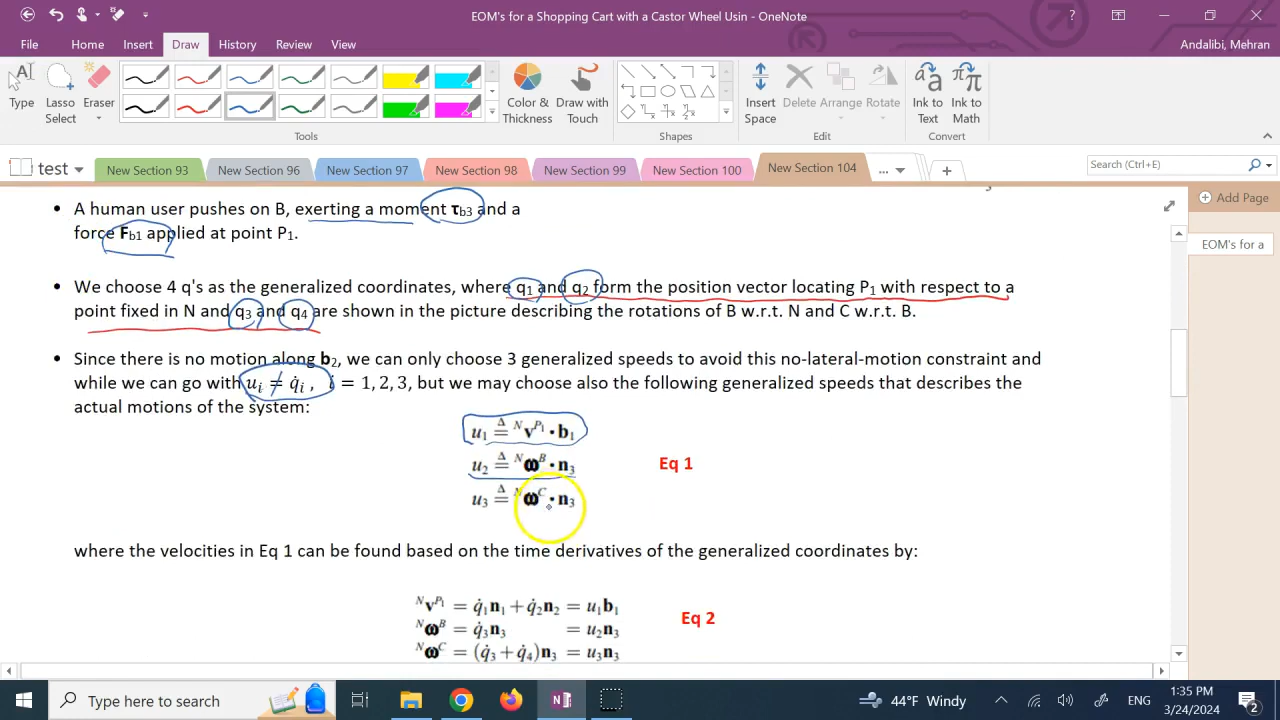 EOM's for a Shopping Cart with a Castor Wheel Usin - OneNote
File Home Insert Draw History Review View
Andalibi, Mehran
Type Lasso Select Eraser
Color & Thickness Draw with Touch
Insert Space Delete Arrange Rotate
Ink to Text Ink to Math
Tools Shapes Edit Convert
test New Section 93 New Section 96 New Section 97 New Section 98 New Section 99 New Section 100 New Section 104 ... Search (Ctrl+E)
Add Page
EOM's for a
• A human user pushes on B, exerting a moment τb3 and a
force Fb1 applied at point P1.
• We choose 4 q's as the generalized coordinates, where q1 and q2 form the position vector locating P1 with respect to a
point fixed in N and q3 and q4 are shown in the picture describing the rotations of B w.r.t. N and C w.r.t. B.
• Since there is no motion along b2, we can only choose 3 generalized speeds to avoid this no-lateral-motion constraint and
while we can go with u̇i = q̇i , i = 1, 2, 3, but we may choose also the following generalized speeds that describes the
actual motions of the system:
u1 ≜ ᴺvᴾ¹ • b1
u2 ≜ ᴺωᴮ • n3 Eq 1
u3 ≜ ᴺωᶜ • n3
where the velocities in Eq 1 can be found based on the time derivatives of the generalized coordinates by:
ᴺvᴾ¹ = q̇1n1 + q̇2n2 = u1b1
ᴺωᴮ = q̇3n3 = u2n3 Eq 2
ᴺωᶜ = (q̇3 + q̇4)n3 = u3n3
Type here to search
44°F Windy
ENG
1:35 PM
3/24/2024
2